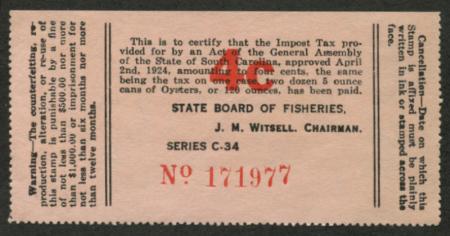 Warning—The counterfeiting, re-
production, alteration, or re-use of
this stamp is punishable by a fine
of not less than $500.00 nor more
than $1,000.00 or imprisonment for
not less than six months nor more
than twelve months.
This is to certify that the Impost Tax pro-
vided for by an Act of the General Assembly
of the State of South Carolina, approved April
2nd, 1924, amounting to four cents, the same
being the tax on one case two dozen 5 ounce
cans of Oysters, or 120 ounces, has been paid.
4c
STATE BOARD OF FISHERIES,
J. M. WITSELL. CHAIRMAN.
SERIES C-34
No 171977
Cancellation—Date on which this
Stamp is affixed must be plainly
written in ink or stamped across the
face.